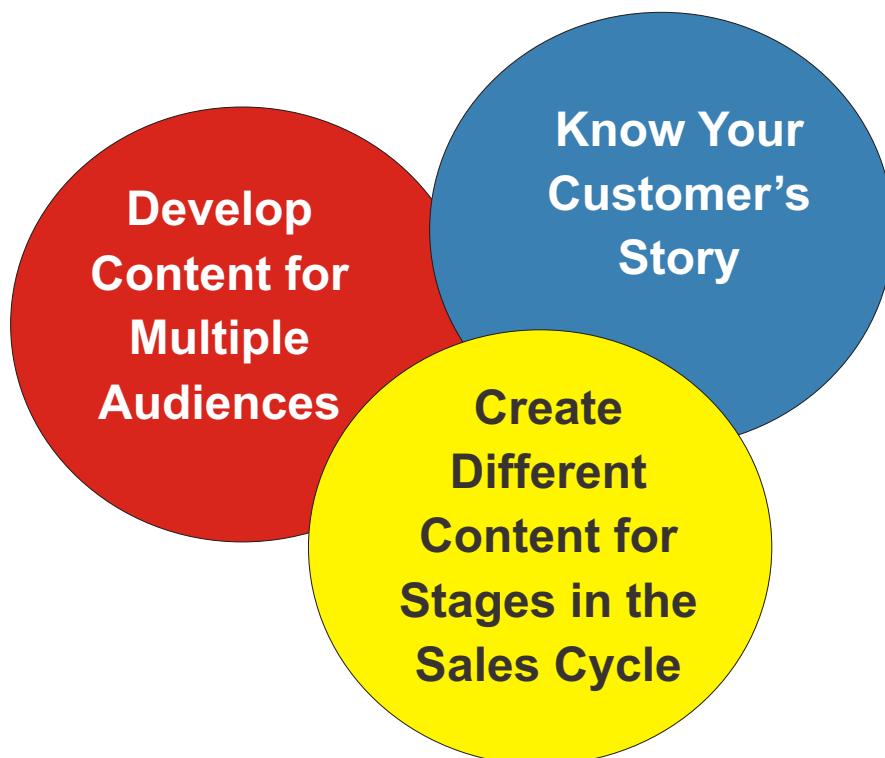 Develop
Content for
Multiple
Audiences
Know Your
Customer’s
Story
Create
Different
Content for
Stages in the
Sales Cycle